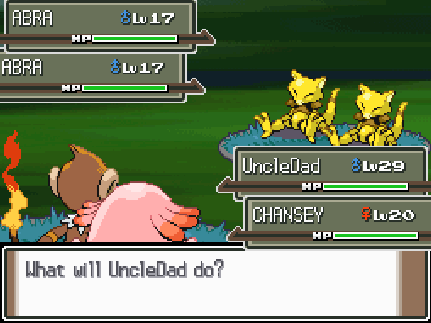 ABRA ♂Lv17
HP
ABRA ♂Lv17
HP
UncleDad ♂Lv29
HP
CHANSEY ♀Lv20
HP
What will UncleDad do?